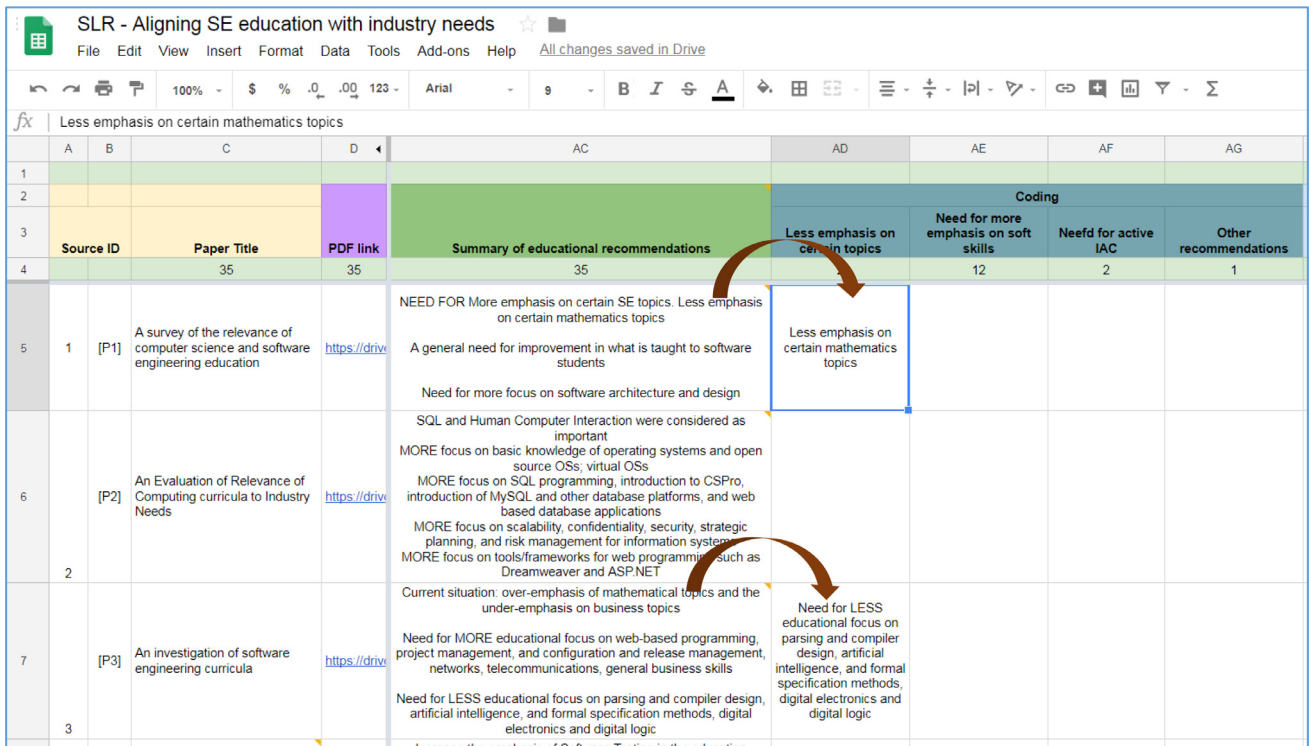 SLR - Aligning SE education with industry needs
File Edit View Insert Format Data Tools Add-ons Help All changes saved in Drive
100% $ % .0 .00 123 Arial 9 B I S A
fx Less emphasis on certain mathematics topics
A B C D AC AD AE AF AG
1
2 Coding
3 Source ID Paper Title PDF link Summary of educational recommendations
Less emphasis on
certain topics
Need for more
emphasis on soft
skills
Neefd for active
IAC
Other
recommendations
4 35 35 35 12 2 1
5 1 [P1]
A survey of the relevance of
computer science and software
engineering education
https://drive
NEED FOR More emphasis on certain SE topics. Less emphasis
on certain mathematics topics
A general need for improvement in what is taught to software
students
Need for more focus on software architecture and design
Less emphasis on
certain mathematics
topics
6 2 [P2]
An Evaluation of Relevance of
Computing curricula to Industry
Needs
https://drive
SQL and Human Computer Interaction were considered as
important
MORE focus on basic knowledge of operating systems and open
source OSs; virtual OSs
MORE focus on SQL programming, introduction to CSPro,
introduction of MySQL and other database platforms, and web
based database applications
MORE focus on scalability, confidentiality, security, strategic
planning, and risk management for information systems
MORE focus on tools/frameworks for web programming such as
Dreamweaver and ASP.NET
7 3 [P3]
An investigation of software
engineering curricula
https://drive
Current situation: over-emphasis of mathematical topics and the
under-emphasis on business topics
Need for MORE educational focus on web-based programming,
project management, and configuration and release management,
networks, telecommunications, general business skills
Need for LESS educational focus on parsing and compiler design,
artificial intelligence, and formal specification methods, digital
electronics and digital logic
Need for LESS
educational focus on
parsing and compiler
design, artificial
intelligence, and formal
specification methods,
digital electronics and
digital logic